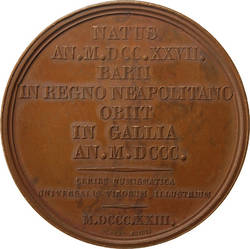 NATUS
AN. M. DCC. XXVII.
BARII
IN REGNO NEAPOLITANO
OBIIT
IN GALLIA
AN. M. DCCC.
SERIES NUMISMATICA
UNIVERSALIS VIRORUM ILLUSTRIUM
M. DCCC. XXIII.